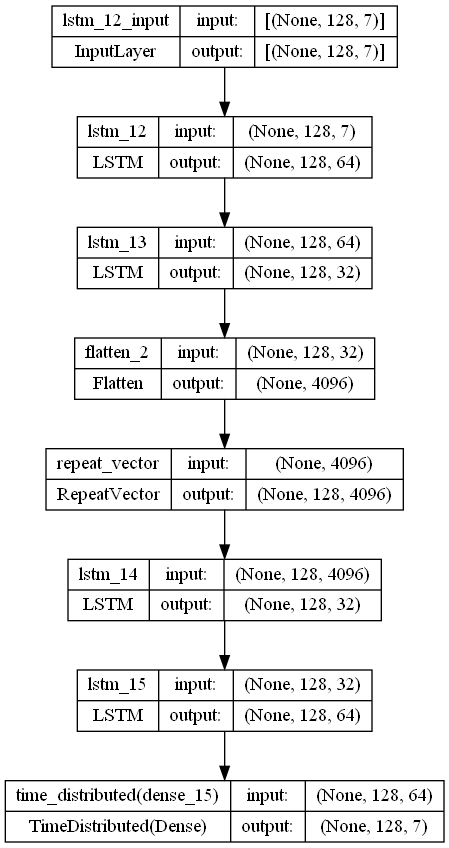 lstm_12_input input: [(None, 128, 7)]
InputLayer output: [(None, 128, 7)]
lstm_12 input: (None, 128, 7)
LSTM output: (None, 128, 64)
lstm_13 input: (None, 128, 64)
LSTM output: (None, 128, 32)
flatten_2 input: (None, 128, 32)
Flatten output: (None, 4096)
repeat_vector input: (None, 4096)
RepeatVector output: (None, 128, 4096)
lstm_14 input: (None, 128, 4096)
LSTM output: (None, 128, 32)
lstm_15 input: (None, 128, 32)
LSTM output: (None, 128, 64)
time_distributed(dense_15) input: (None, 128, 64)
TimeDistributed(Dense) output: (None, 128, 7)